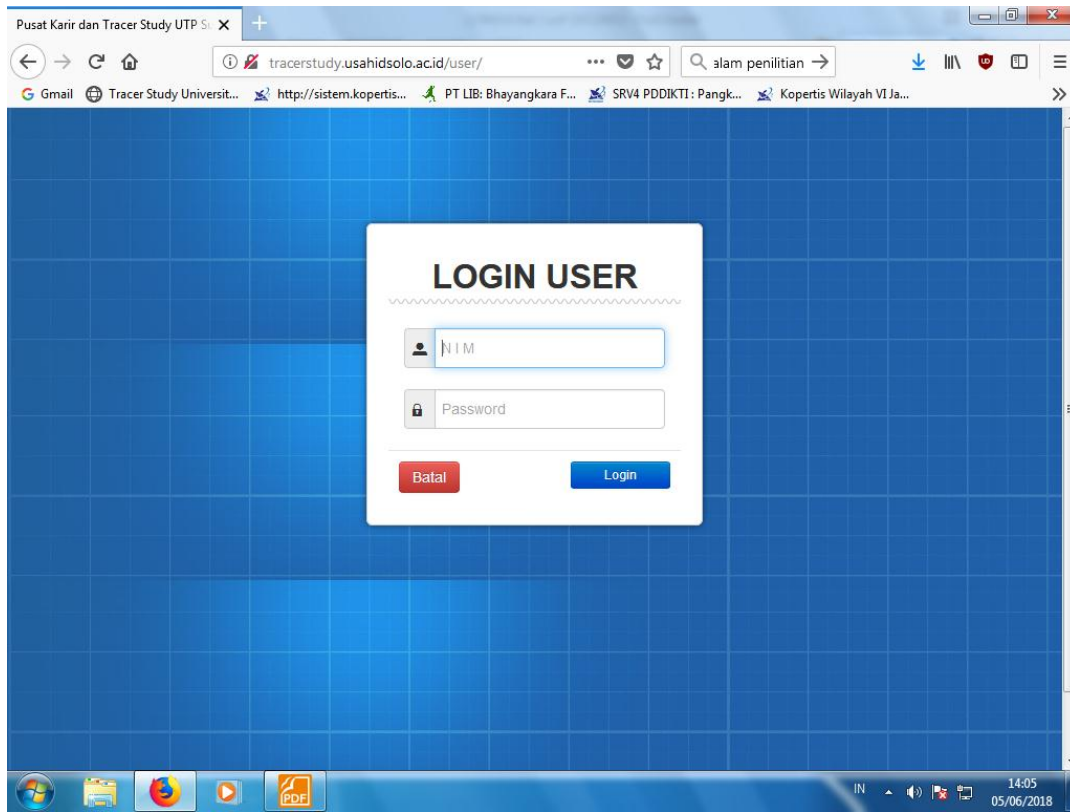 Pusat Karir dan Tracer Study UTP Su
tracerstudy.usahidsolo.ac.id/user/
alam penilitian
Gmail
Tracer Study Universit...
http://sistem.kopertis...
PT LIB: Bhayangkara F...
SRV4 PDDIKTI : Pangk...
Kopertis Wilayah VI Ja...
LOGIN USER
N I M
Password
Batal
Login
PDF
IN
14:05
05/06/2018